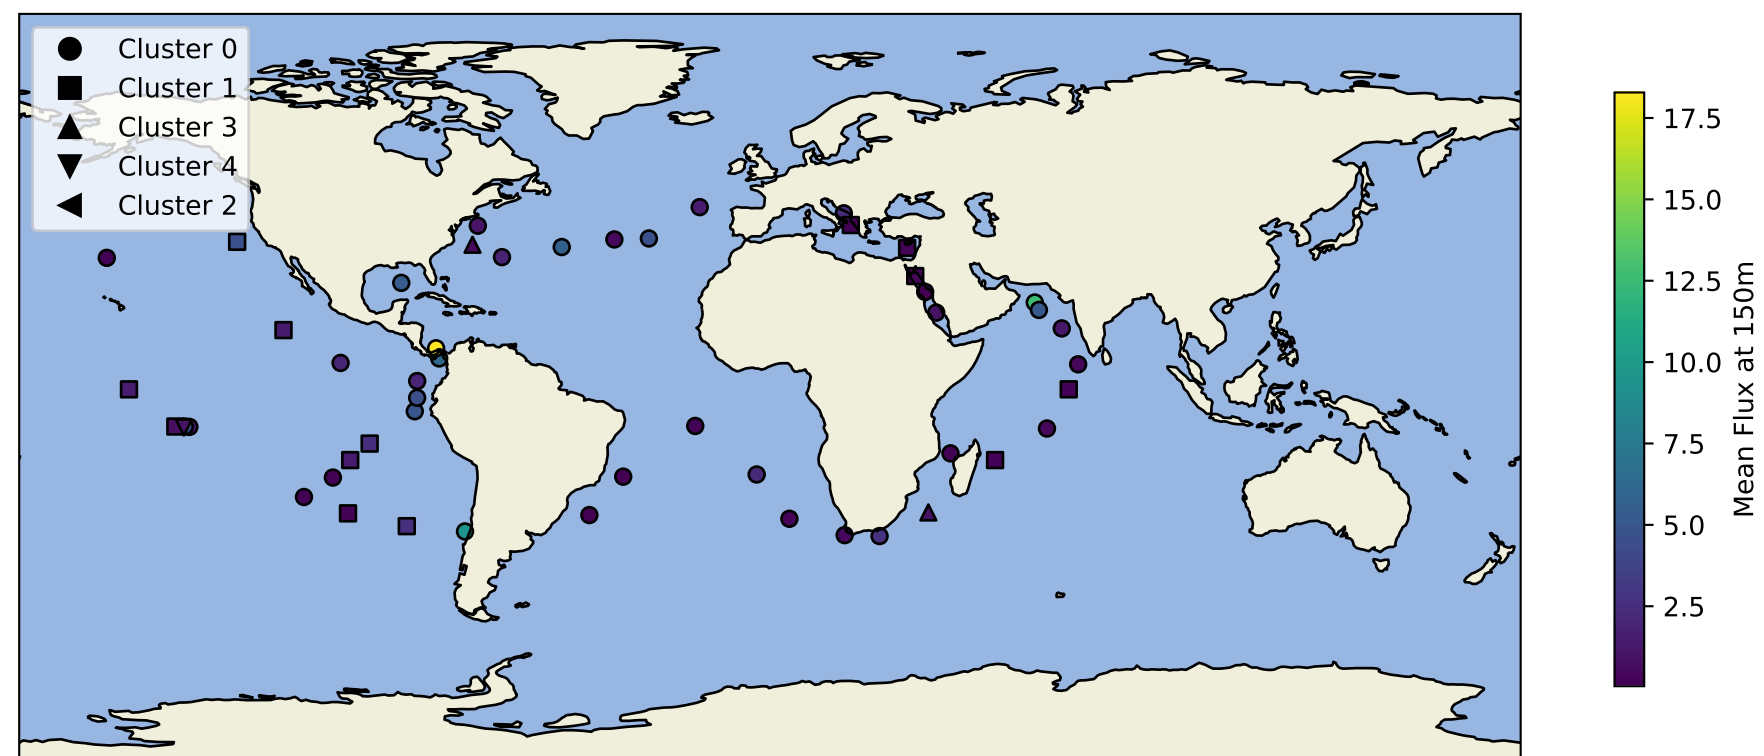 Cluster 0
Cluster 1
Cluster 3
Cluster 4
Cluster 2
17.5
15.0
12.5
10.0
7.5
5.0
2.5
Mean Flux at 150m